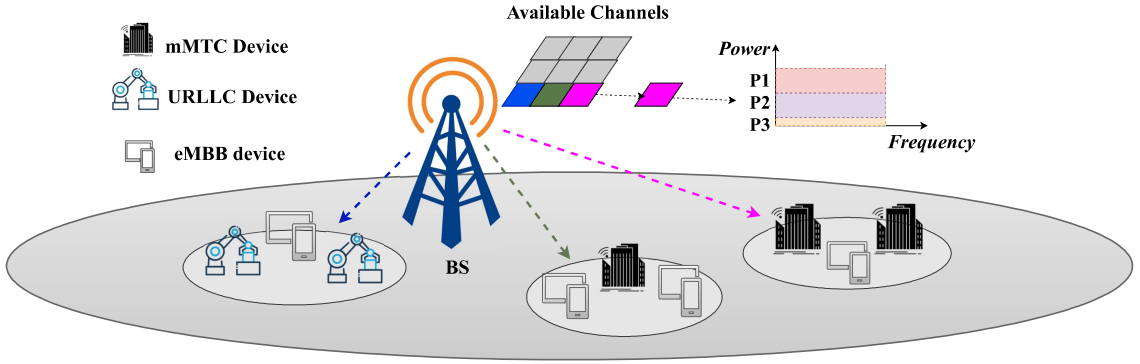 Available Channels
mMTC Device
URLLC Device
eMBB device
Power
P1
P2
P3
Frequency
BS